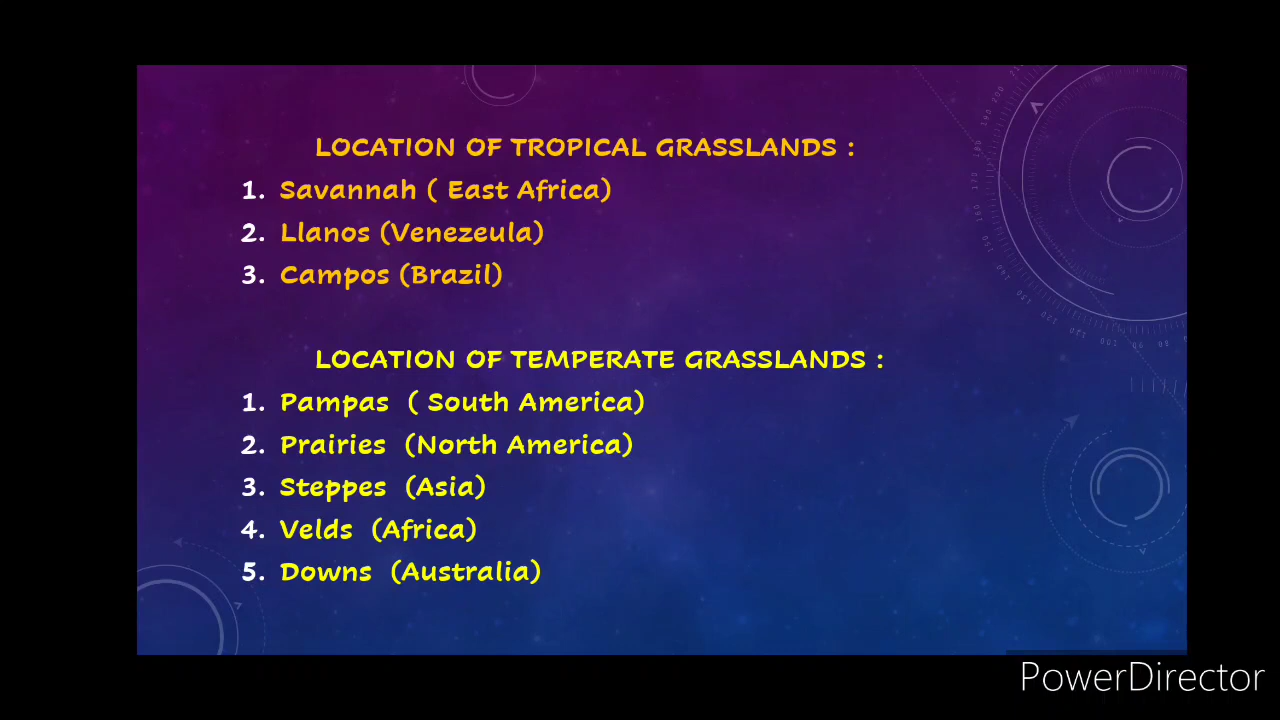 LOCATION OF TROPICAL GRASSLANDS :
1. Savannah ( East Africa)
2. Llanos (Venezeula)
3. Campos (Brazil)
LOCATION OF TEMPERATE GRASSLANDS :
1. Pampas ( South America)
2. Prairies (North America)
3. Steppes (Asia)
4. Velds (Africa)
5. Downs (Australia)
PowerDirector